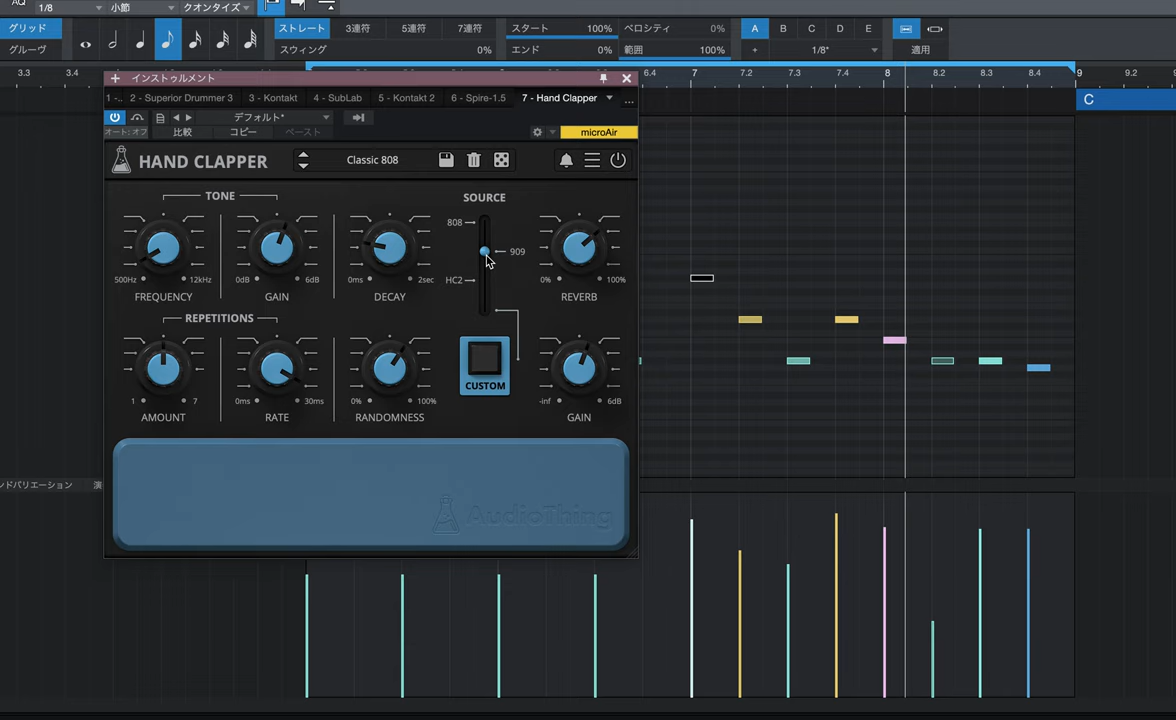 AQ 1/8 小節 クオンタイズ
グリッド ストレート 3連符 5連符 7連符 スタート 100% ベロシティ 0% A B C D E
グルーヴ スウィング 0% エンド 0% 範囲 100% + 1/8* 適用
3.3 3.4 6.4 7 7.2 7.3 7.4 8 8.2 8.3 8.4 9 9.2
+ インストゥルメント
1 -.. 2 - Superior Drummer 3 3 - Kontakt 4 - SubLab 5 - Kontakt 2 6 - Spire-1.5 7 - Hand Clapper ...
C
デフォルト*
オート: オフ 比較 コピー ペースト microAir
HAND CLAPPER Classic 808
TONE SOURCE
808
909
500Hz 12kHz 0dB 6dB 0ms 2sec HC2 0% 100%
FREQUENCY GAIN DECAY REVERB
REPETITIONS
CUSTOM
1 7 0ms 30ms 0% 100% -inf 6dB
AMOUNT RATE RANDOMNESS GAIN
AudioThing
ンドバリエーション 演